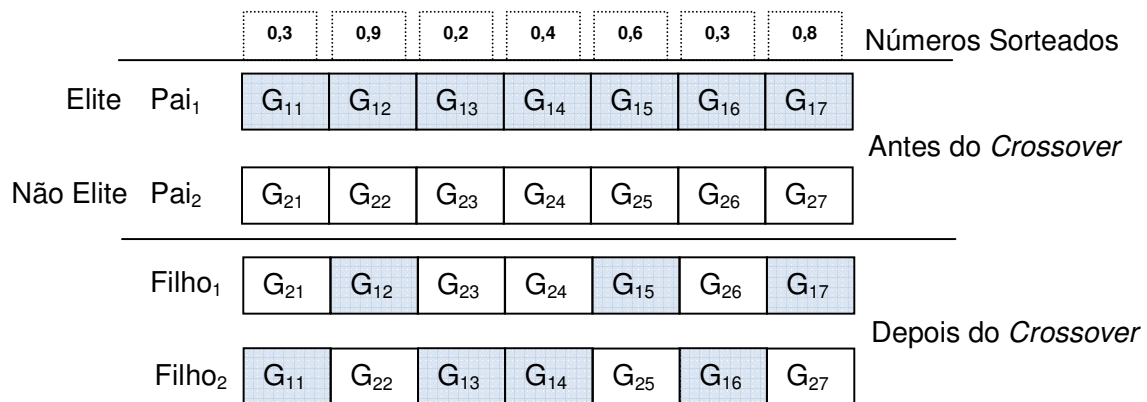 0,3 0,9 0,2 0,4 0,6 0,3 0,8 Números Sorteados
Elite Pai₁ G₁₁ G₁₂ G₁₃ G₁₄ G₁₅ G₁₆ G₁₇
Antes do Crossover
Não Elite Pai₂ G₂₁ G₂₂ G₂₃ G₂₄ G₂₅ G₂₆ G₂₇
Filho₁ G₂₁ G₁₂ G₂₃ G₂₄ G₁₅ G₂₆ G₁₇
Depois do Crossover
Filho₂ G₁₁ G₂₂ G₁₃ G₁₄ G₂₅ G₁₆ G₂₇